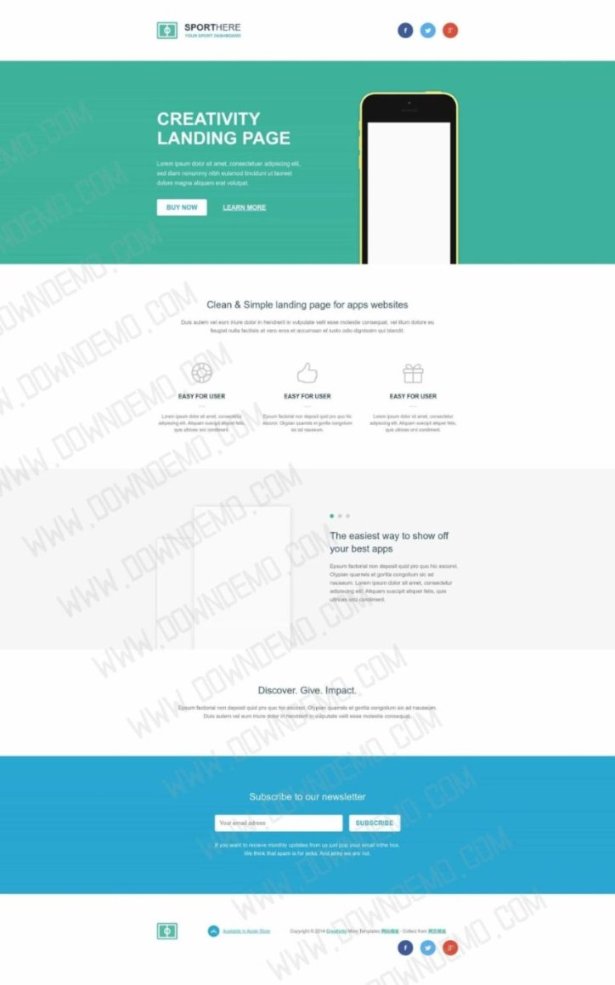 SPORTHERE
YOUR SPORT DASHBOARD
CREATIVITY
LANDING PAGE
Lorem ipsum dolor sit amet, consectetuer adipiscing elit,
sed diam nonummy nibh euismod tincidunt ut laoreet
dolore magna aliquam erat volutpat.
BUY NOW
LEARN MORE
Clean & Simple landing page for apps websites
Duis autem vel eum iriure dolor in hendrerit in vulputate velit esse molestie consequat, vel illum dolore eu
feugiat nulla facilisis at vero eros et accumsan et iusto odio dignissim qui blandit
EASY FOR USER
EASY FOR USER
EASY FOR USER
Lorem ipsum dolor sit amet, consectetur
adipiscing elit. Aliquam suscipit aliquet felis,
quis ultrices orci condiment.
Epsum factorial non deposit quid pro quo hic
escorol. Olypian quarrels et gorilla congolium
sic ad nauseum.
Lorem ipsum dolor sit amet, consectetur
adipiscing elit. Aliquam suscipit aliquet felis,
quis ultrices orci condiment.
The easiest way to show off
your best apps
Epsum factorial non deposit quid pro quo hic escorol.
Olypian quarrels et gorilla congolium sic ad
nauseum. Lorem ipsum dolor sit amet, consectetur
adipiscing elit. Aliquam suscipit aliquet felis, quis
ultrices orci condiment.
Discover. Give. Impact.
Epsum factorial non deposit quid pro quo hic escorol. Olypian quarrels et gorilla congolium sic ad nauseum.
Duis autem vel eum iriure dolor in hendrerit in vulputate velit esse molestie consequat.
Subscribe to our newsletter
Your email adress
SUBSCRIBE
If you want to receive monthly updates from us just pop your email in the box.
We think that spam is for jerks. And jerks we are not.
Available in Apple Store
Copyright © 2014 Creativity More Templates
- Collect from
WWW.DOWNDEMO.COM